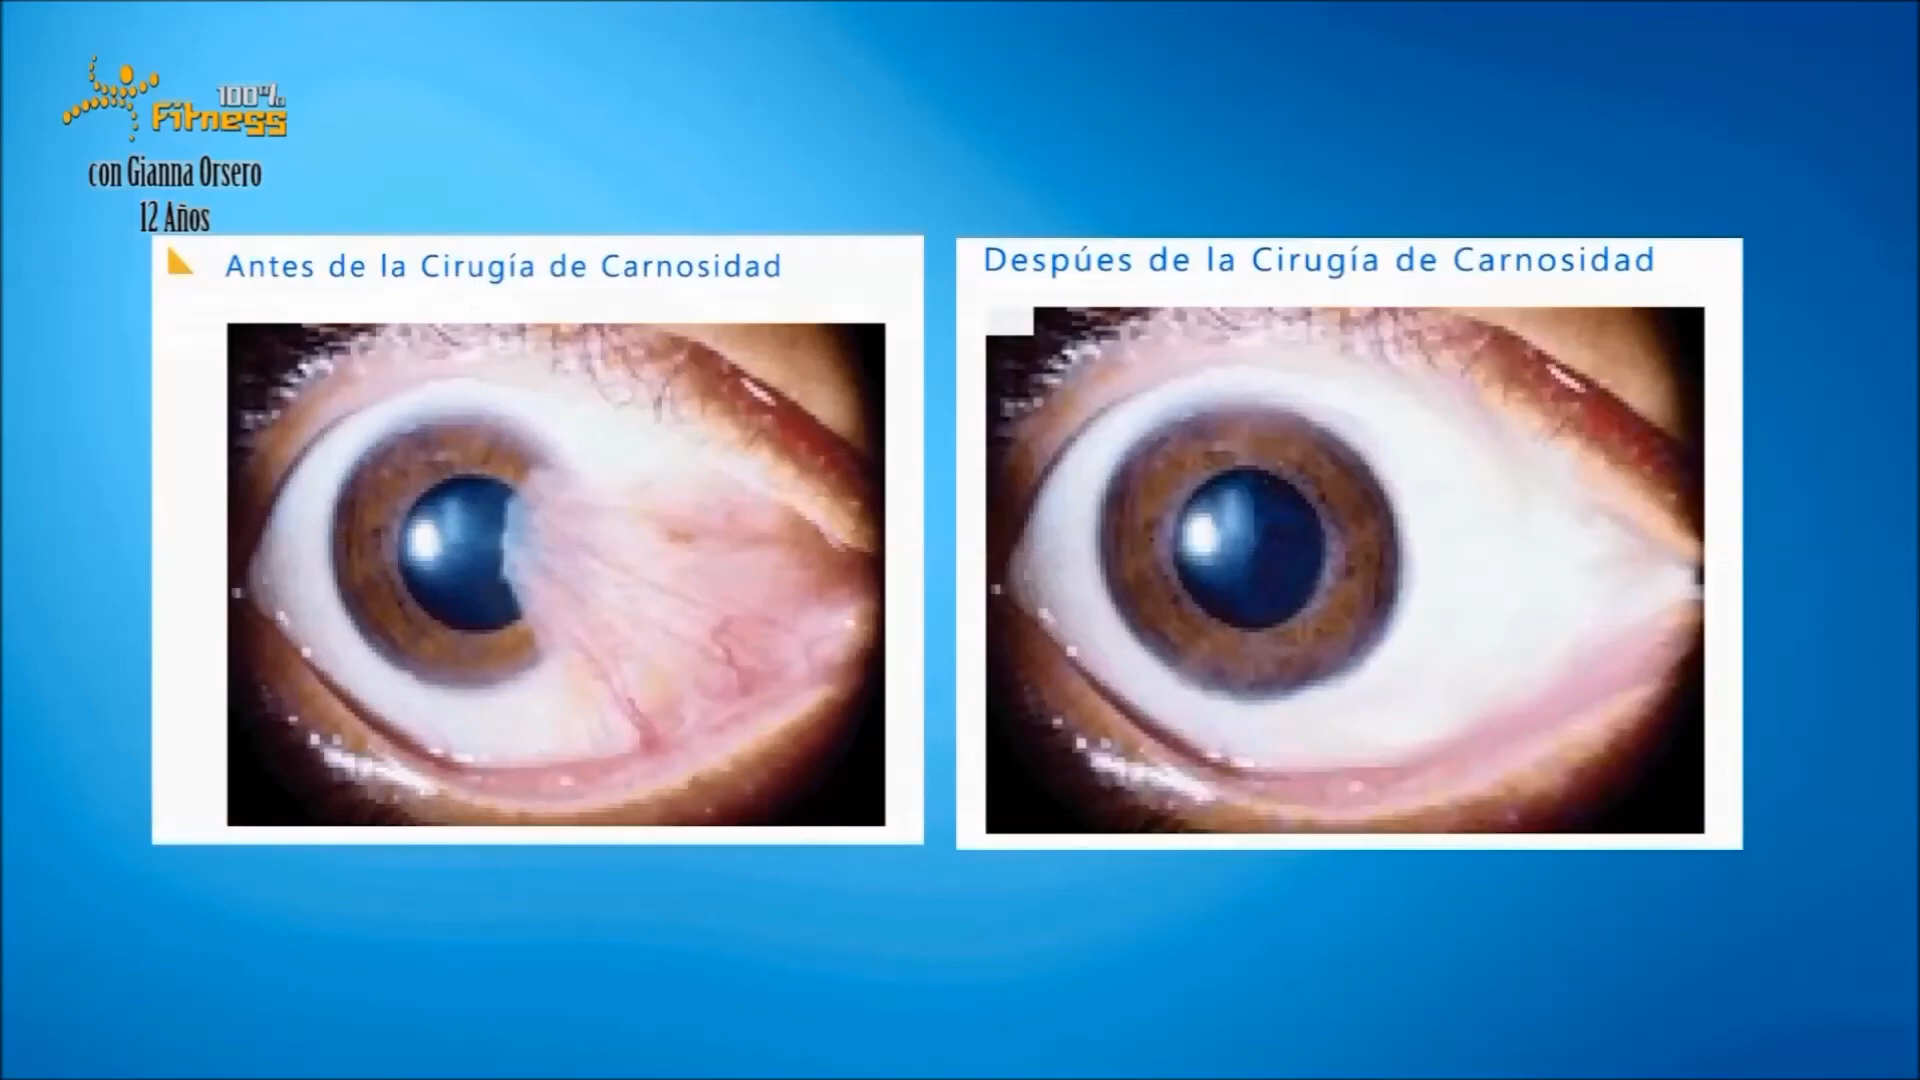 100%
Fitness
con Gianna Orsero
12 Años
Antes de la Cirugía de Carnosidad
Despúes de la Cirugía de Carnosidad